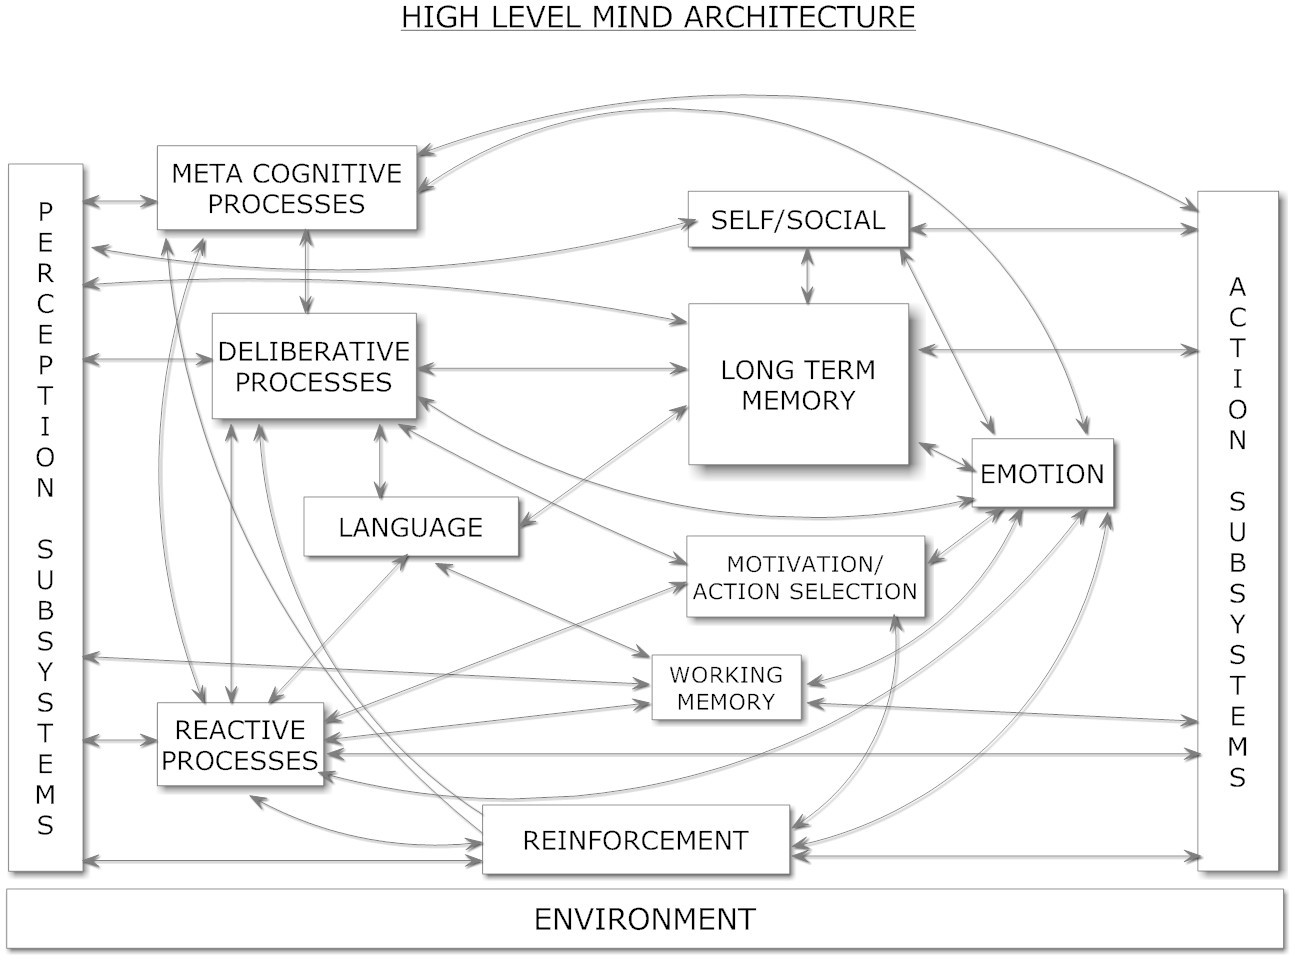 HIGH LEVEL MIND ARCHITECTURE
META COGNITIVE
PROCESSES
PERCEPTION SUBSYSTEMS
SELF/SOCIAL
ACTION SUBSYSTEMS
DELIBERATIVE
PROCESSES
LONG TERM
MEMORY
EMOTION
LANGUAGE
MOTIVATION/
ACTION SELECTION
WORKING
MEMORY
REACTIVE
PROCESSES
REINFORCEMENT
ENVIRONMENT